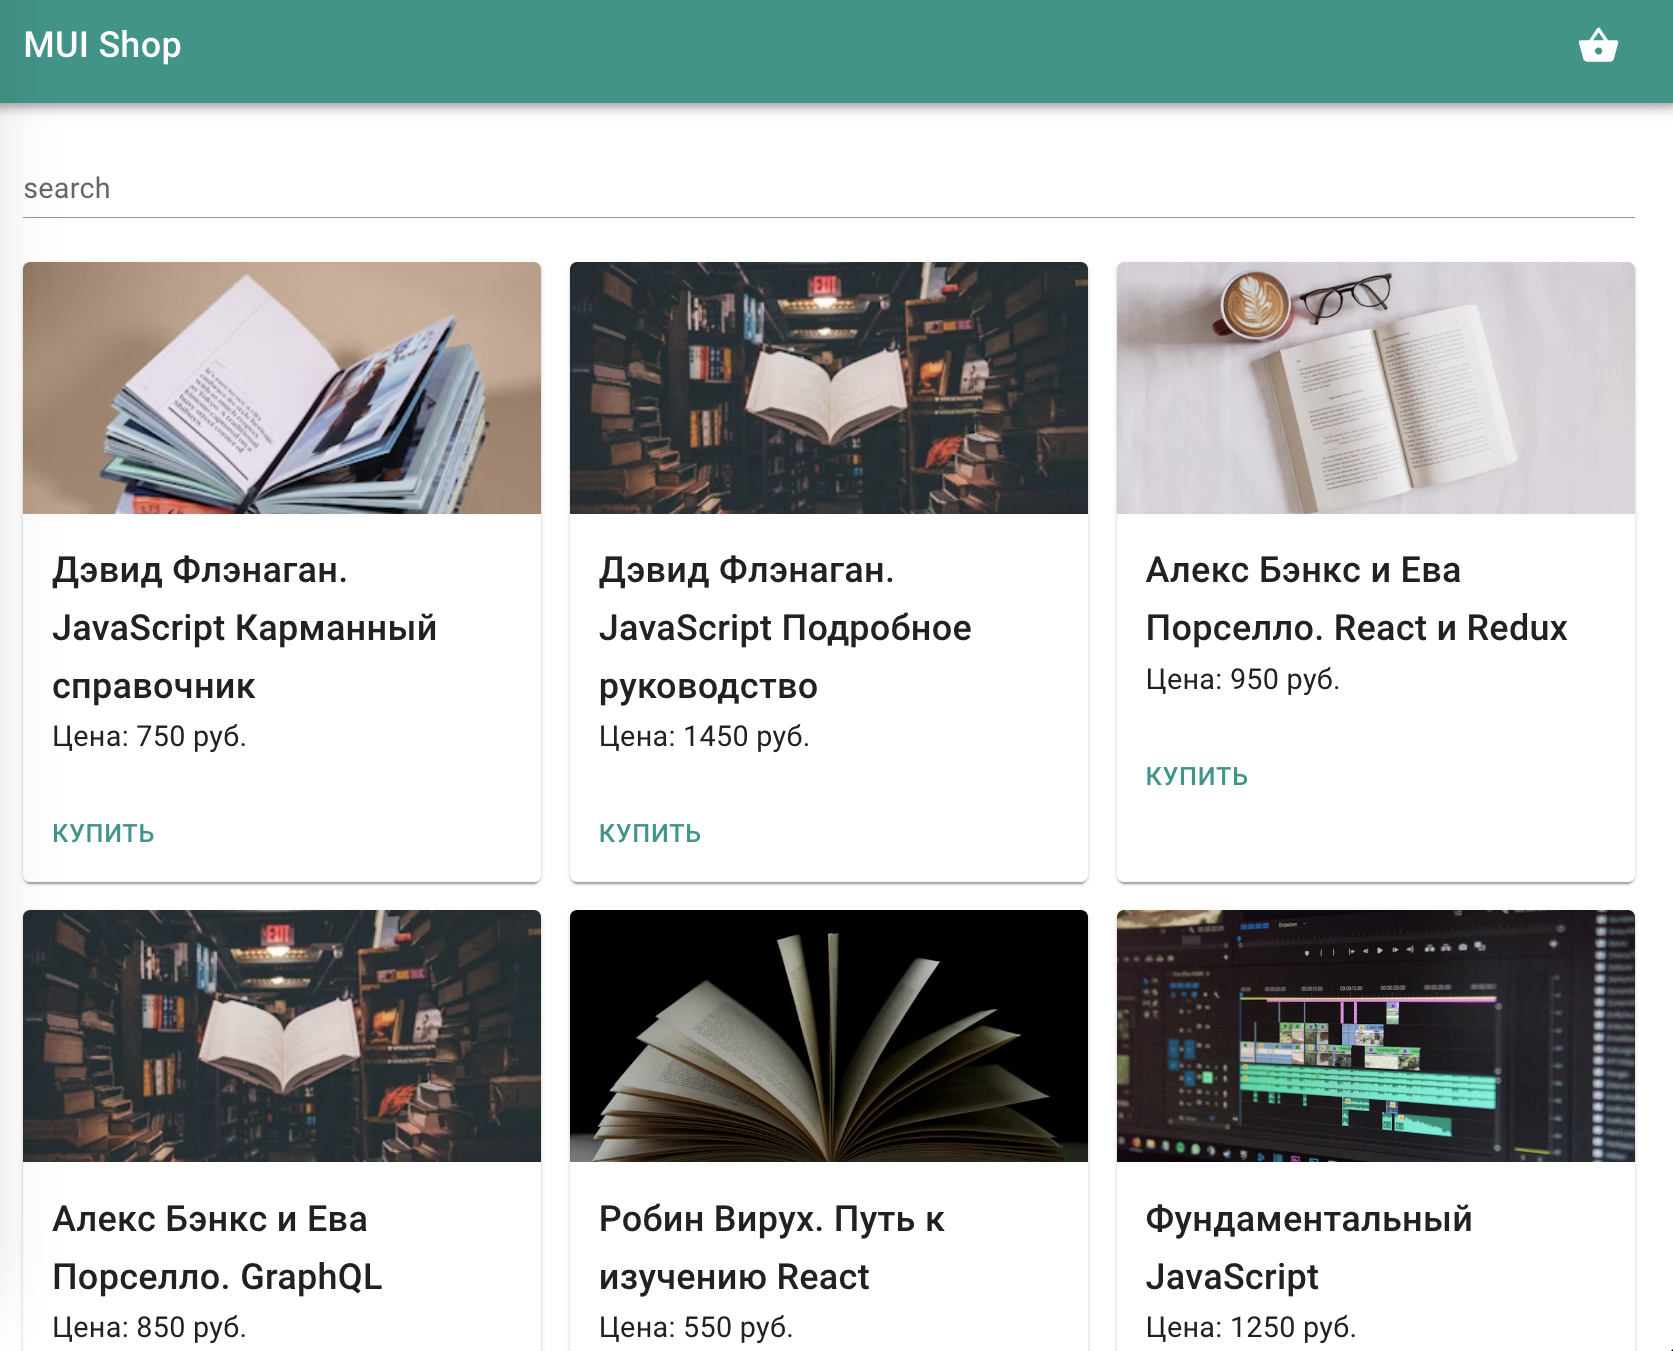 MUI Shop
search
EXIT
Дэвид Флэнаган.
JavaScript Карманный
справочник
Цена: 750 руб.
КУПИТЬ
Дэвид Флэнаган.
JavaScript Подробное
руководство
Цена: 1450 руб.
КУПИТЬ
Алекс Бэнкс и Ева
Порселло. React и Redux
Цена: 950 руб.
КУПИТЬ
EXIT
Алекс Бэнкс и Ева
Порселло. GraphQL
Цена: 850 руб.
Робин Вирух. Путь к
изучению React
Цена: 550 руб.
Фундаментальный
JavaScript
Цена: 1250 руб.